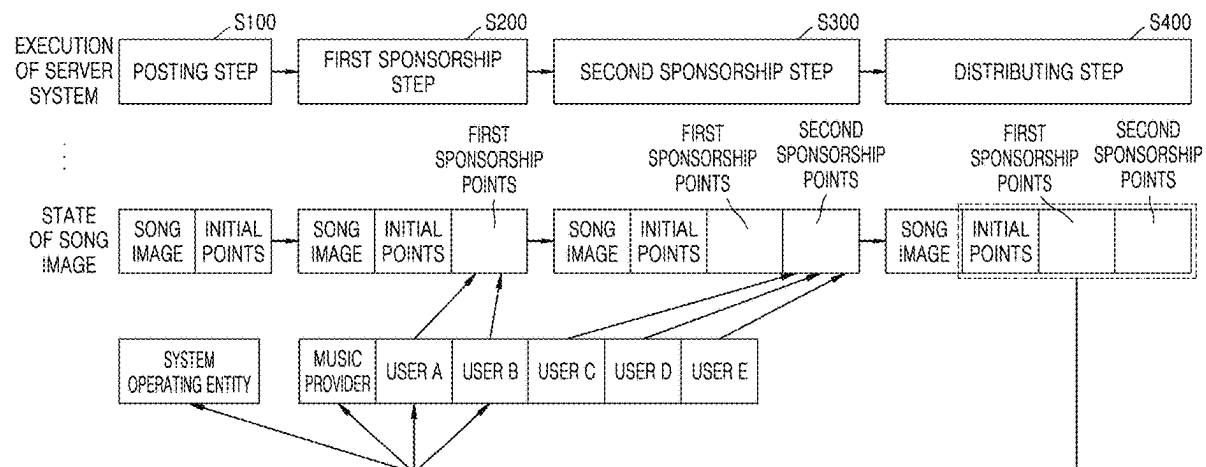 S100
S200
S300
S400
EXECUTION
OF SERVER
SYSTEM
POSTING STEP
FIRST SPONSORSHIP
STEP
SECOND SPONSORSHIP STEP
DISTRIBUTING STEP
FIRST
SPONSORSHIP
POINTS
FIRST
SPONSORSHIP
POINTS
SECOND
SPONSORSHIP
POINTS
FIRST
SPONSORSHIP
POINTS
SECOND
SPONSORSHIP
POINTS
STATE
OF SONG
IMAGE
SONG
IMAGE
INITIAL
POINTS
SONG
IMAGE
INITIAL
POINTS
SONG
IMAGE
INITIAL
POINTS
SONG
IMAGE
INITIAL
POINTS
SYSTEM
OPERATING ENTITY
MUSIC
PROVIDER
USER A
USER B
USER C
USER D
USER E